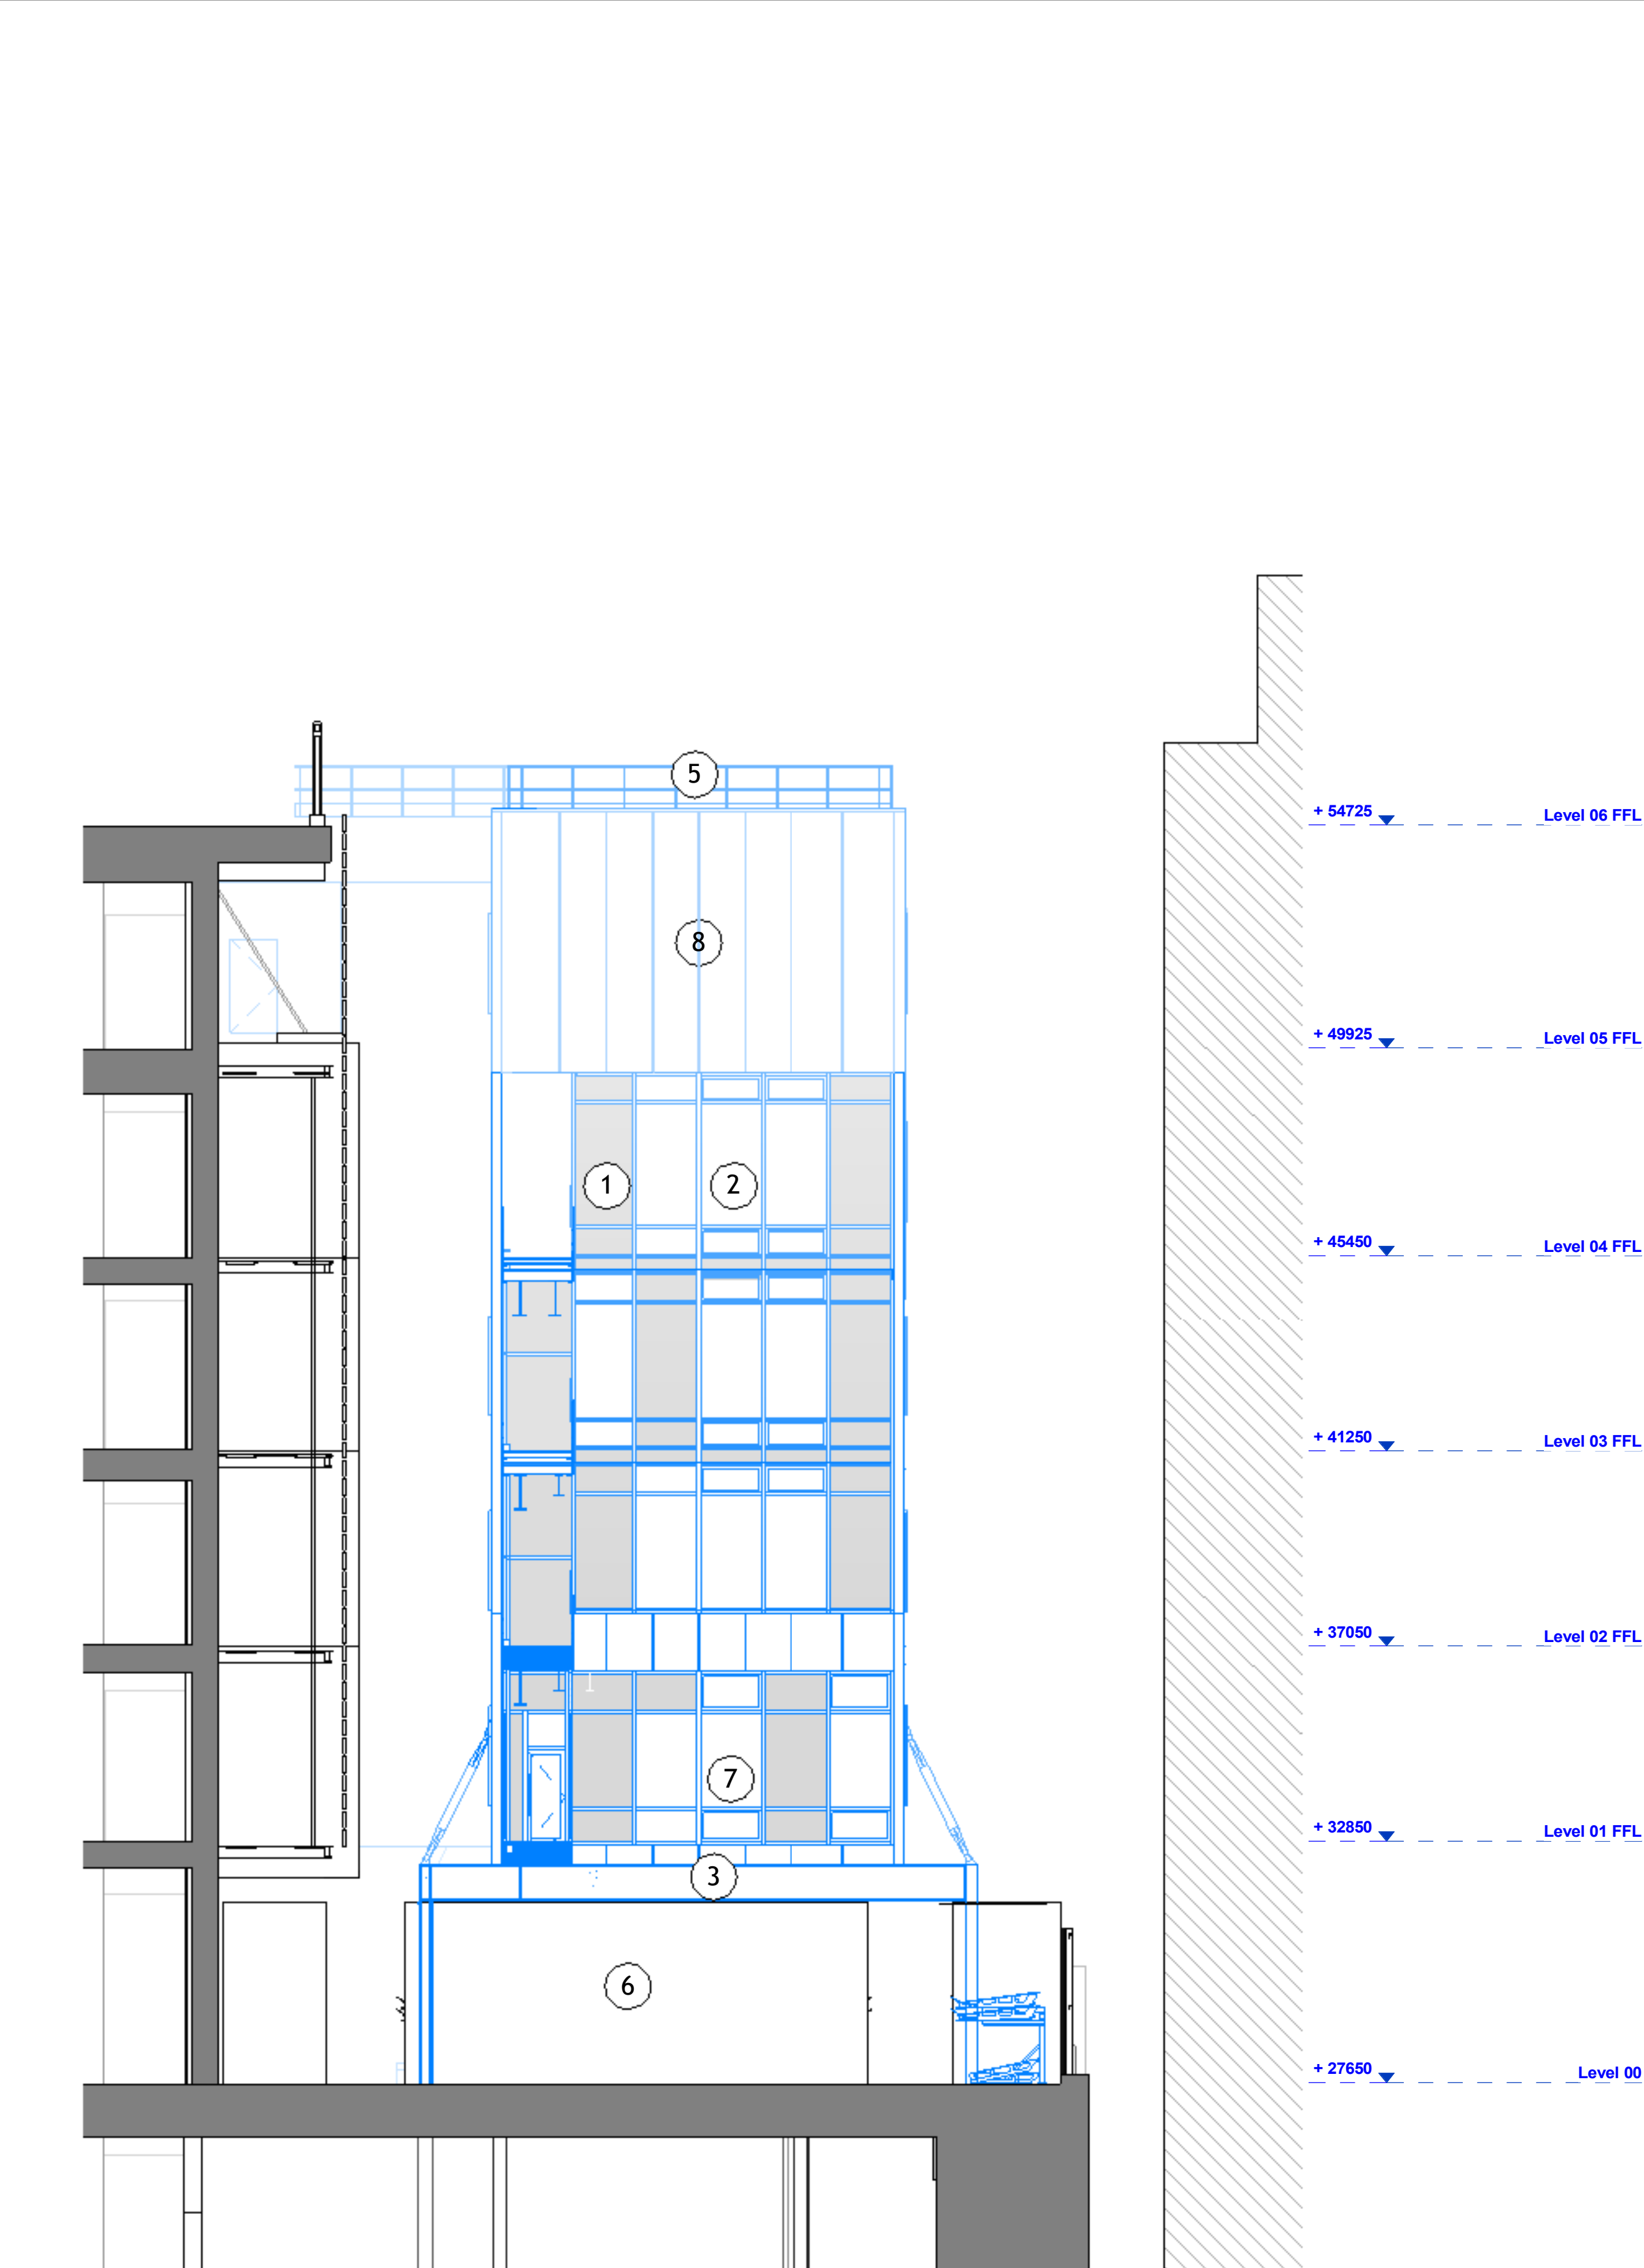 5
+ 54725 Level 06 FFL
8
+ 49925 Level 05 FFL
1 2
+ 45450 Level 04 FFL
+ 41250 Level 03 FFL
+ 37050 Level 02 FFL
7
+ 32850 Level 01 FFL
3
6
+ 27650 Level 00